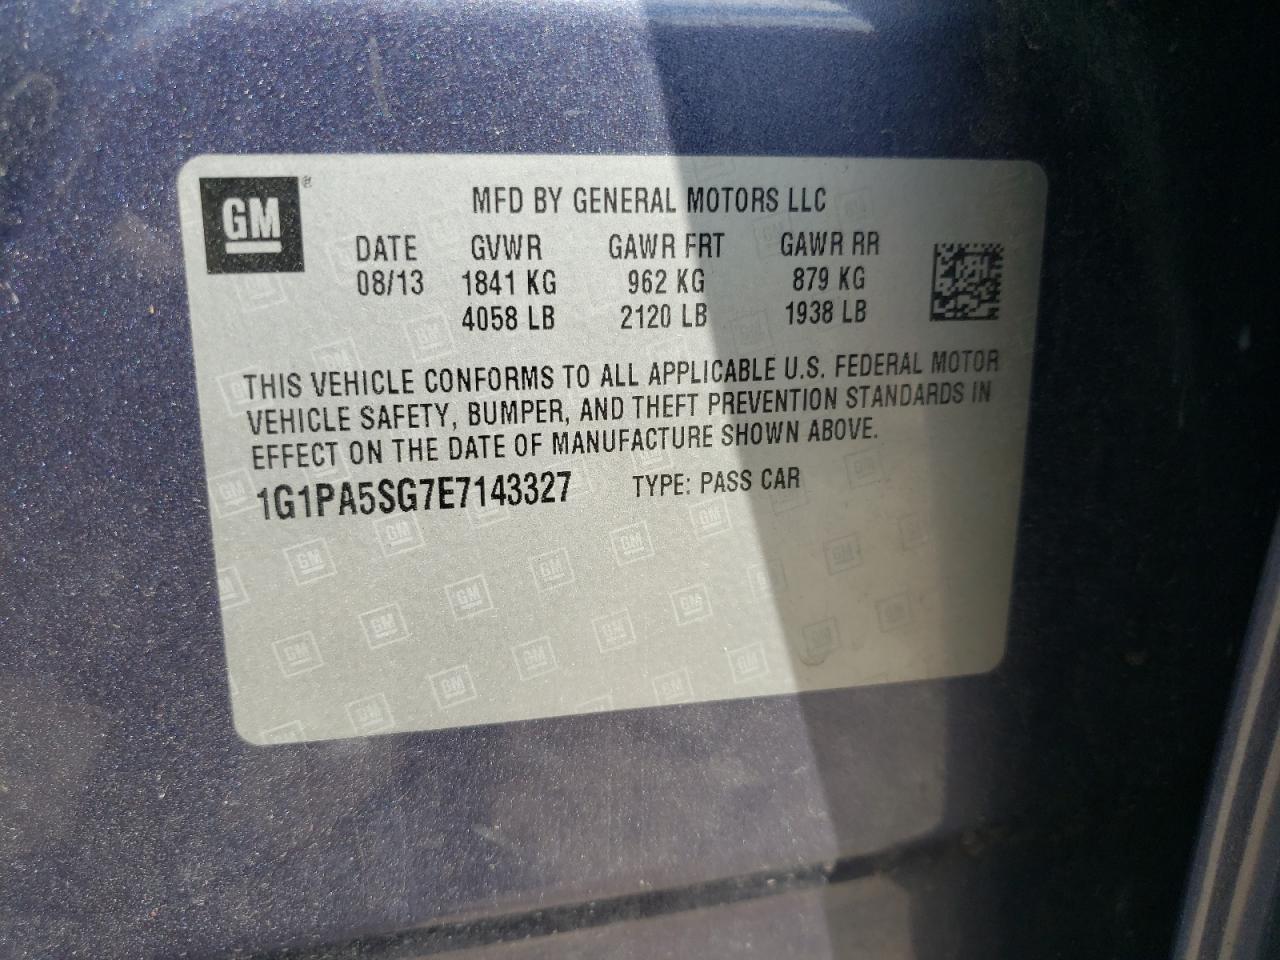 GM ®
MFD BY GENERAL MOTORS LLC
DATE GVWR GAWR FRT GAWR RR
08/13 1841 KG 962 KG 879 KG
4058 LB 2120 LB 1938 LB
THIS VEHICLE CONFORMS TO ALL APPLICABLE U.S. FEDERAL MOTOR
VEHICLE SAFETY, BUMPER, AND THEFT PREVENTION STANDARDS IN
EFFECT ON THE DATE OF MANUFACTURE SHOWN ABOVE.
1G1PA5SG7E7143327 TYPE: PASS CAR